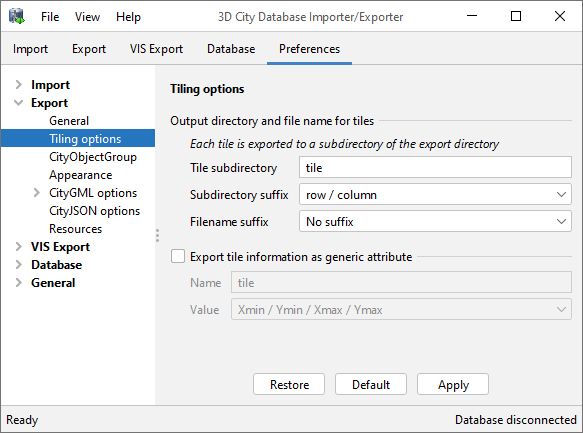 3D City Database Importer/Exporter
File View Help
Import Export VIS Export Database Preferences
Import
Export
General
Tiling options
CityObjectGroup
Appearance
CityGML options
CityJSON options
Resources
VIS Export
Database
General
Tiling options
Output directory and file name for tiles
Each tile is exported to a subdirectory of the export directory
Tile subdirectory tile
Subdirectory suffix row / column
Filename suffix No suffix
Export tile information as generic attribute
Name tile
Value Xmin / Ymin / Xmax / Ymax
Restore Default Apply
Ready Database disconnected